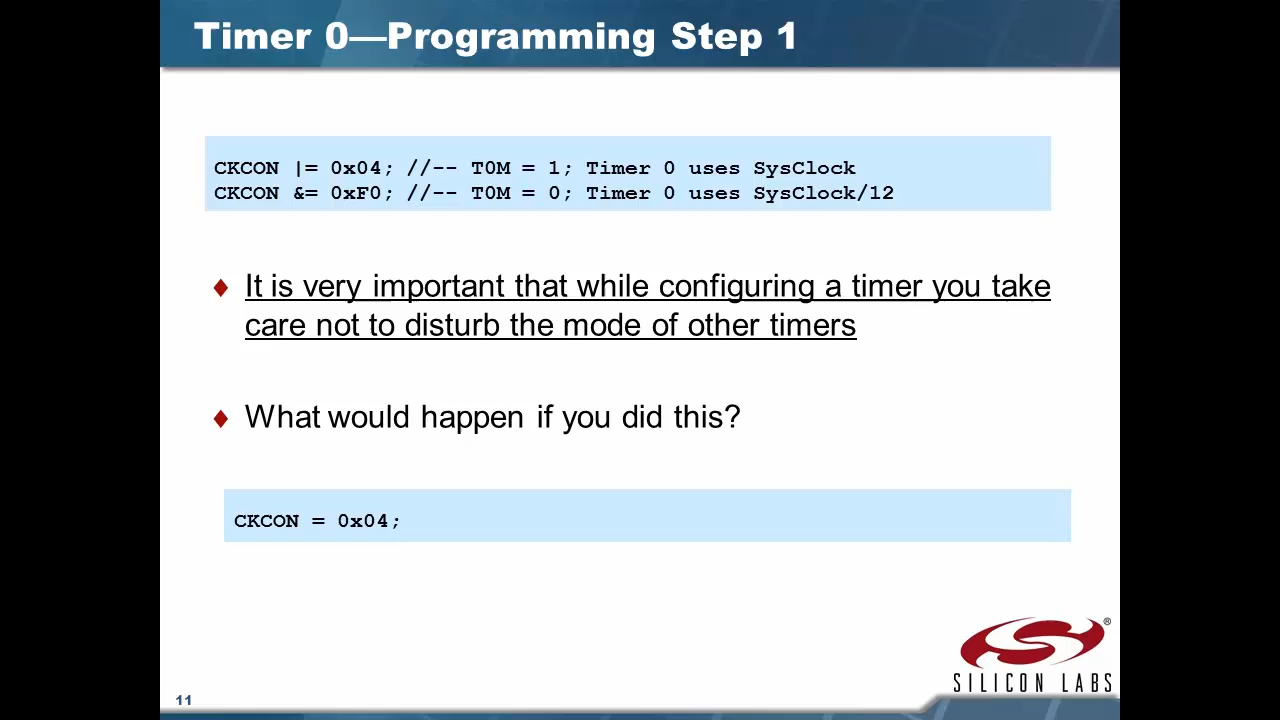 Timer 0—Programming Step 1
CKCON |= 0x04; //-- T0M = 1; Timer 0 uses SysClock
CKCON &= 0xF0; //-- T0M = 0; Timer 0 uses SysClock/12
It is very important that while configuring a timer you take
care not to disturb the mode of other timers
What would happen if you did this?
CKCON = 0x04;
®
SILICON LABS
11